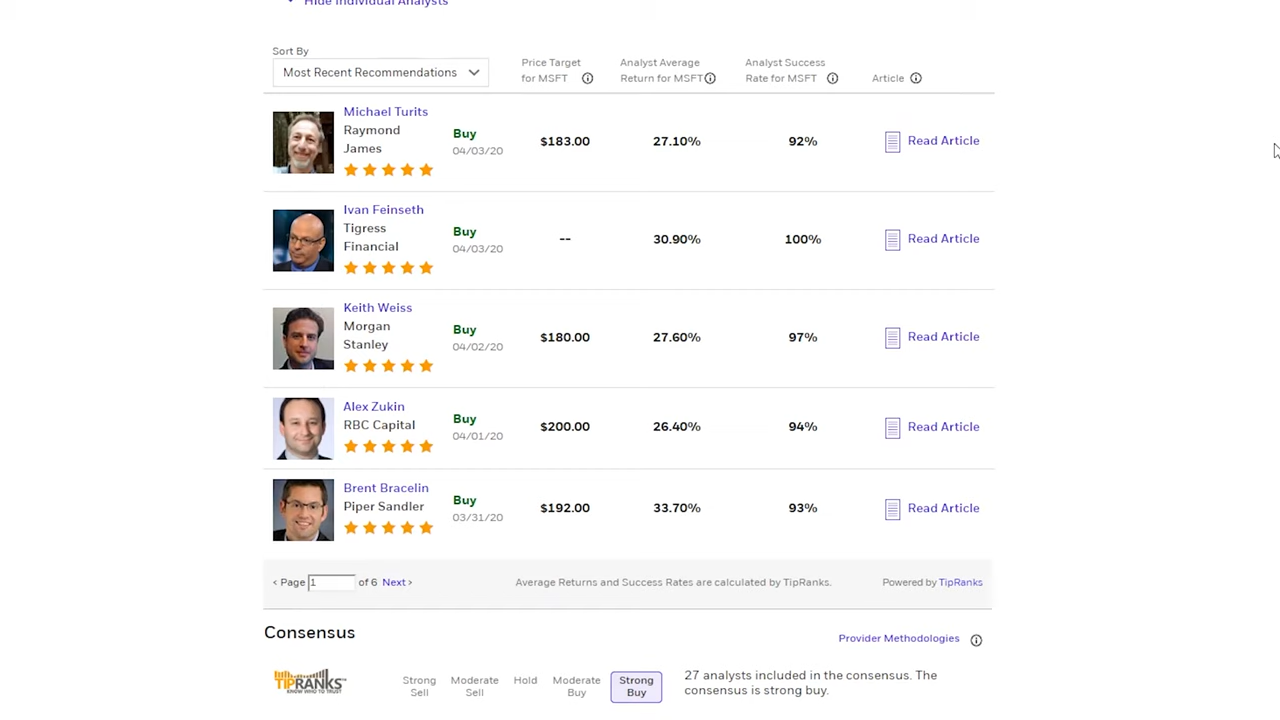 Hide Individual Analysts
Sort By
Most Recent Recommendations
Price Target
for MSFT
Analyst Average
Return for MSFT
Analyst Success
Rate for MSFT
Article
Michael Turits
Raymond
James
Buy
04/03/20
$183.00
27.10%
92%
Read Article
Ivan Feinseth
Tigress
Financial
Buy
04/03/20
--
30.90%
100%
Read Article
Keith Weiss
Morgan
Stanley
Buy
04/02/20
$180.00
27.60%
97%
Read Article
Alex Zukin
RBC Capital
Buy
04/01/20
$200.00
26.40%
94%
Read Article
Brent Bracelin
Piper Sandler
Buy
03/31/20
$192.00
33.70%
93%
Read Article
< Page 1 of 6 Next >
Average Returns and Success Rates are calculated by TipRanks.
Powered by TipRanks
Consensus
Provider Methodologies
TIPRANKS
KNOW WHO TO TRUST
Strong
Sell
Moderate
Sell
Hold
Moderate
Buy
Strong
Buy
27 analysts included in the consensus. The
consensus is strong buy.